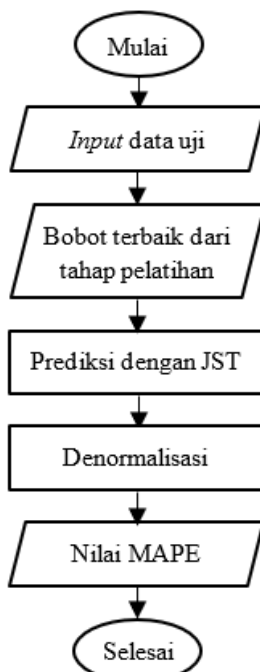 Mulai
Input data uji
Bobot terbaik dari
tahap pelatihan
Prediksi dengan JST
Denormalisasi
Nilai MAPE
Selesai